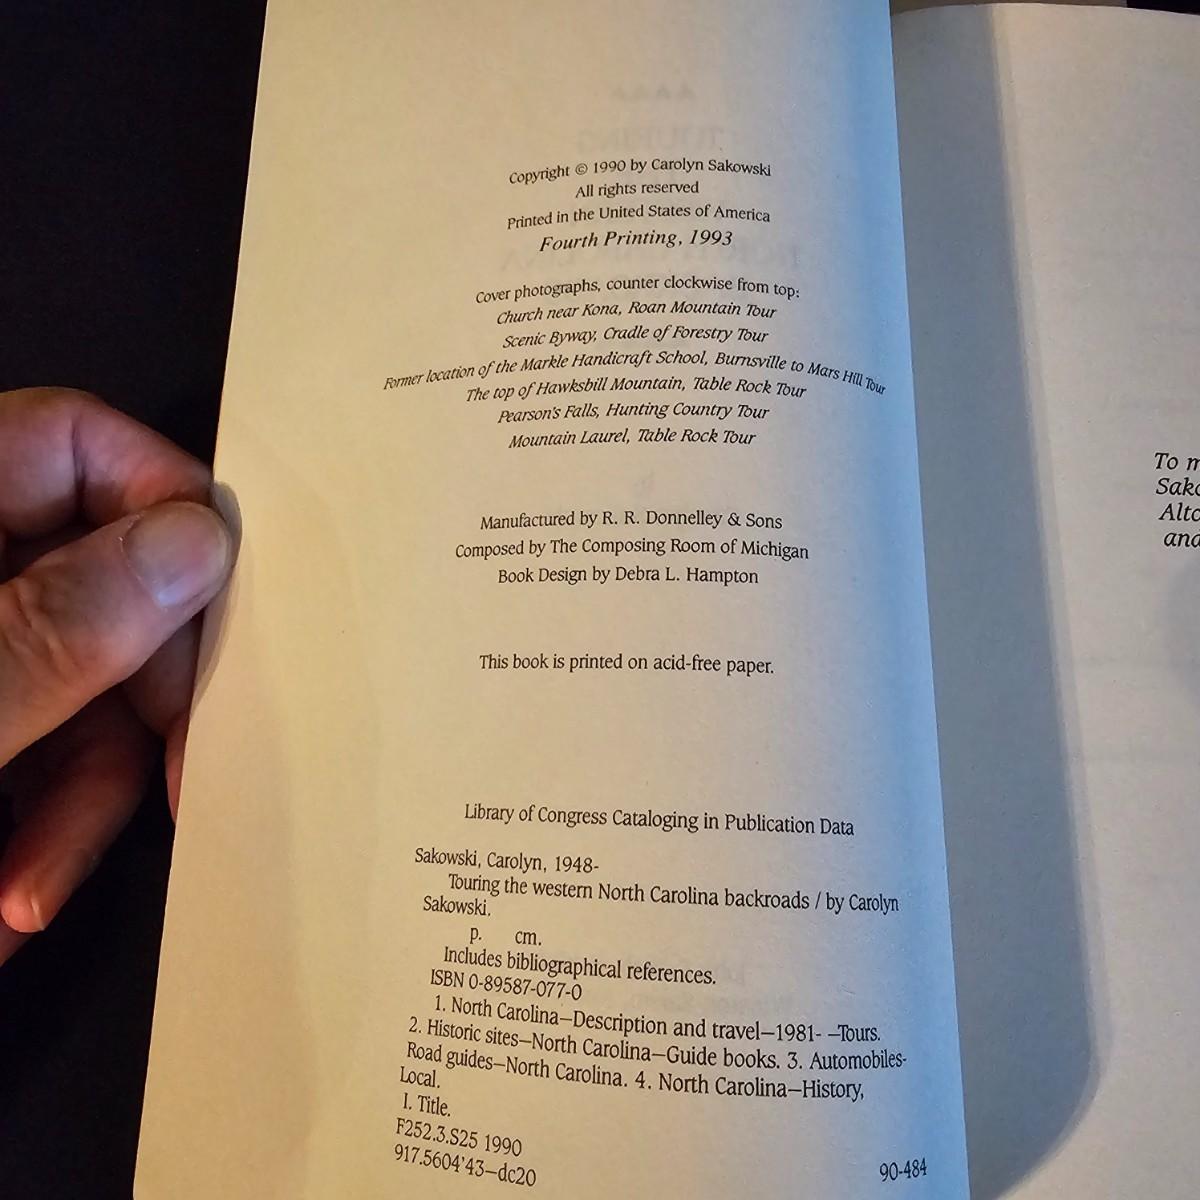 Copyright © 1990 by Carolyn Sakowski
All rights reserved
Printed in the United States of America
Fourth Printing, 1993
Cover photographs, counter clockwise from top:
Church near Kona, Roan Mountain Tour
Scenic Byway, Cradle of Forestry Tour
Former location of the Markle Handicraft School, Burnsville to Mars Hill Tour
The top of Hawksbill Mountain, Table Rock Tour
Pearson's Falls, Hunting Country Tour
Mountain Laurel, Table Rock Tour
Manufactured by R. R. Donnelley & Sons
Composed by The Composing Room of Michigan
Book Design by Debra L. Hampton
This book is printed on acid-free paper.
Library of Congress Cataloging in Publication Data
Sakowski, Carolyn, 1948-
Touring the western North Carolina backroads / by Carolyn
Sakowski.
p. cm.
Includes bibliographical references.
ISBN 0-89587-077-0
1. North Carolina—Description and travel—1981- —Tours.
2. Historic sites—North Carolina—Guide books. 3. Automobiles-
Road guides—North Carolina. 4. North Carolina—History,
Local.
I. Title.
F252.3.S25 1990
917.5604'43—dc20
90-484
To
and